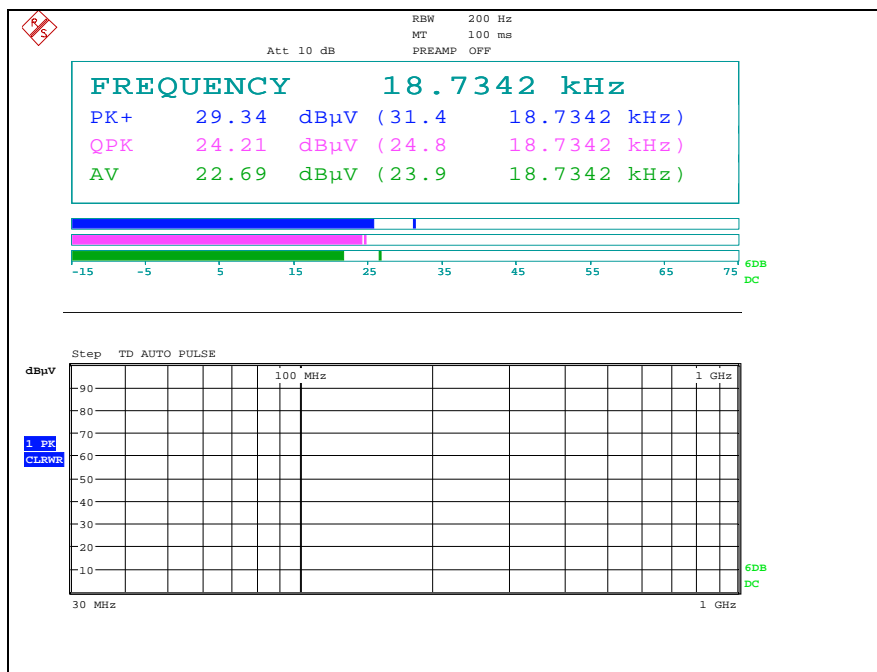 R S
RBW 200 Hz
MT 100 ms
Att 10 dB PREAMP OFF
FREQUENCY 18.7342 kHz
PK+ 29.34 dBµV (31.4 18.7342 kHz)
QPK 24.21 dBµV (24.8 18.7342 kHz)
AV 22.69 dBµV (23.9 18.7342 kHz)
-15 -5 5 15 25 35 45 55 65 75
6DB
DC
Step TD AUTO PULSE
dBµV
100 MHz 1 GHz
90
80
70
1 PK
CLRWR
60
50
40
30
20
10
6DB
DC
30 MHz 1 GHz